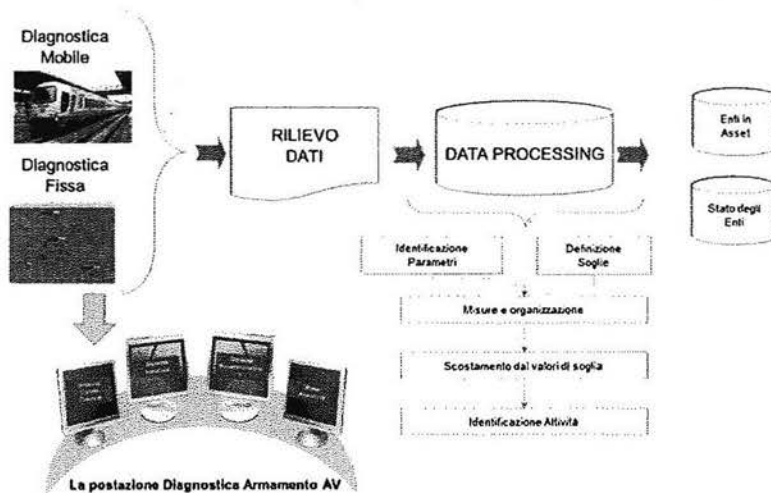 Diagnostica
Mobile
Diagnostica
Fissa
RILIEVO
DATI
DATA PROCESSING
Enti in
Asset
Stato degli
Enti
Identificazione
Parametri
Definizione
Soglie
Misure e organizzazione
Scostamento dai valori di soglia
Identificazione Attività
La postazione Diagnostica Armamento AV